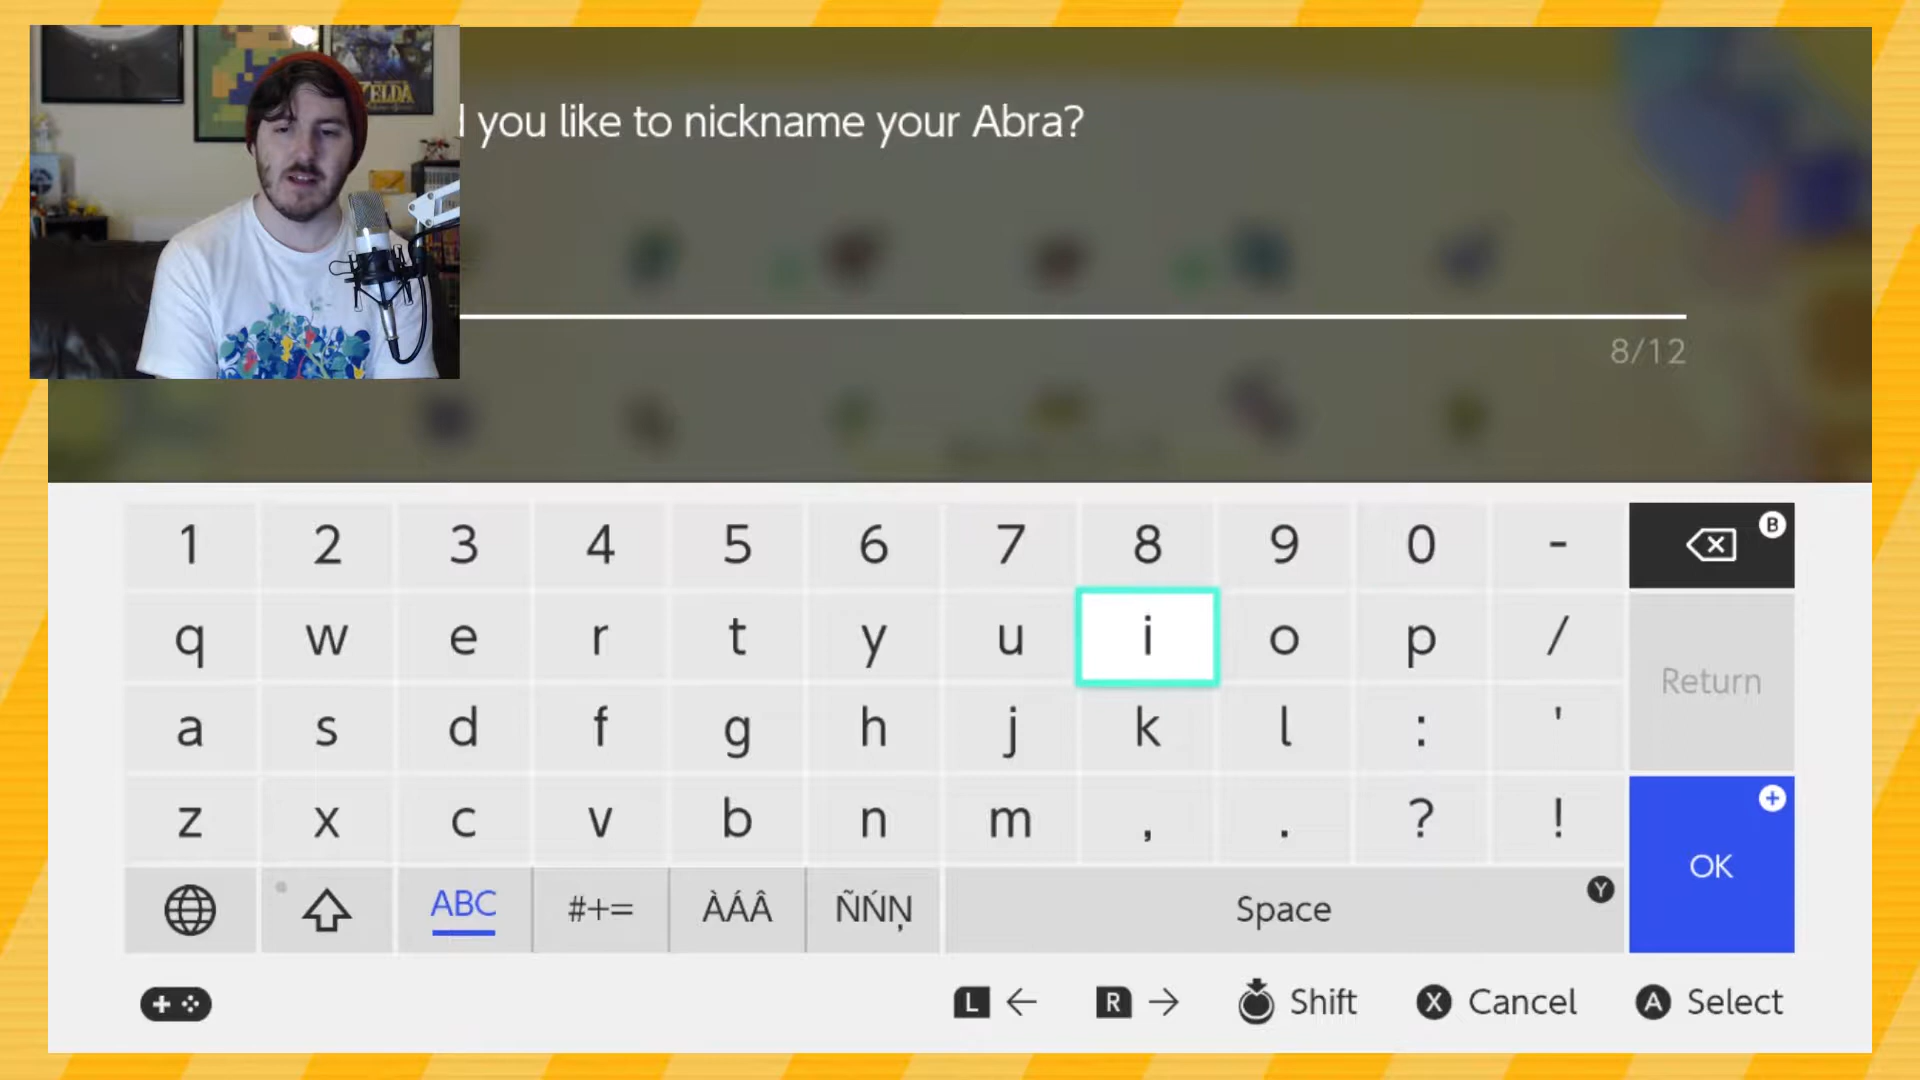 ZELDA
you like to nickname your Abra?
8/12
1 2 3 4 5 6 7 8 9 0 - B
q w e r t y u i o p /
Return
a s d f g h j k l : '
z x c v b n m , . ? ! +
OK
ABC #+= ÀÁÂ ÑŃŅ Space Y
L ← R → Shift X Cancel A Select